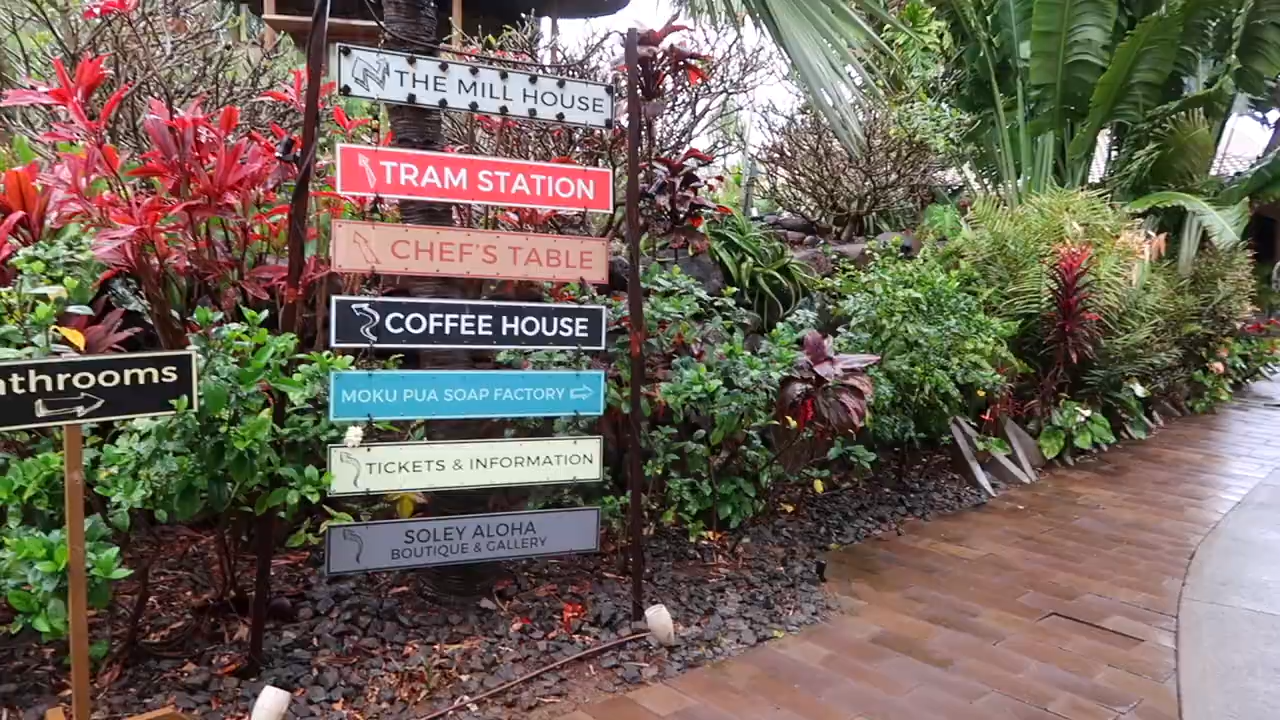 THE MILL HOUSE
TRAM STATION
CHEF'S TABLE
COFFEE HOUSE
MOKU PUA SOAP FACTORY
TICKETS & INFORMATION
SOLEY ALOHA
BOUTIQUE & GALLERY
athrooms